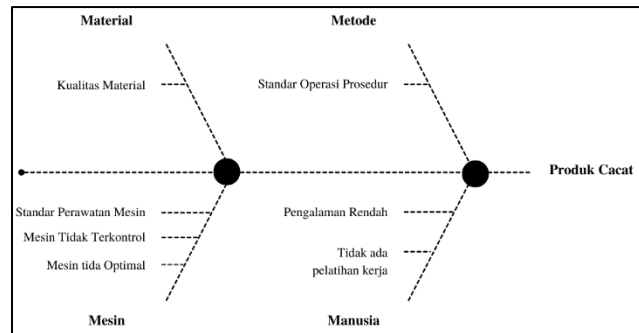 Material
Metode
Kualitas Material
Standar Operasi Prosedur
Produk Cacat
Standar Perawatan Mesin
Mesin Tidak Terkontrol
Mesin tida Optimal
Pengalaman Rendah
Tidak ada
pelatihan kerja
Mesin
Manusia